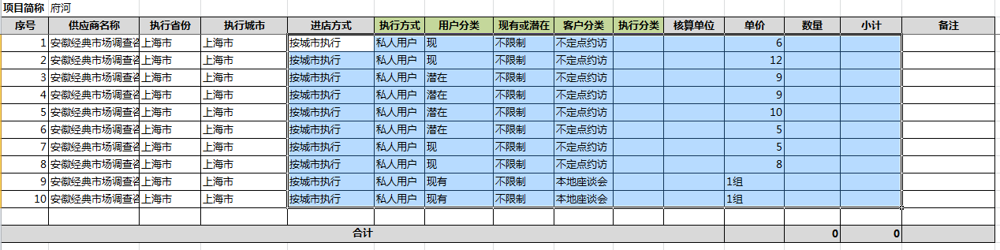 项目简称 府河
序号 供应商名称 执行省份 执行城市 进店方式 执行方式 用户分类 现有或潜在 客户分类 执行分类 核算单位 单价 数量 小计 备注
1 安徽经典市场调查咨 上海市 上海市 按城市执行 私人用户 现 不限制 不定点约访 6
2 安徽经典市场调查咨 上海市 上海市 按城市执行 私人用户 现 不限制 不定点约访 12
3 安徽经典市场调查咨 上海市 上海市 按城市执行 私人用户 潜在 不限制 不定点约访 9
4 安徽经典市场调查咨 上海市 上海市 按城市执行 私人用户 潜在 不限制 不定点约访 9
5 安徽经典市场调查咨 上海市 上海市 按城市执行 私人用户 潜在 不限制 不定点约访 10
6 安徽经典市场调查咨 上海市 上海市 按城市执行 私人用户 潜在 不限制 不定点约访 5
7 安徽经典市场调查咨 上海市 上海市 按城市执行 私人用户 现 不限制 不定点约访 5
8 安徽经典市场调查咨 上海市 上海市 按城市执行 私人用户 现 不限制 不定点约访 8
9 安徽经典市场调查咨 上海市 上海市 按城市执行 私人用户 现有 不限制 本地座谈会 1组
10 安徽经典市场调查咨 上海市 上海市 按城市执行 私人用户 现有 不限制 本地座谈会 1组
合计 0 0